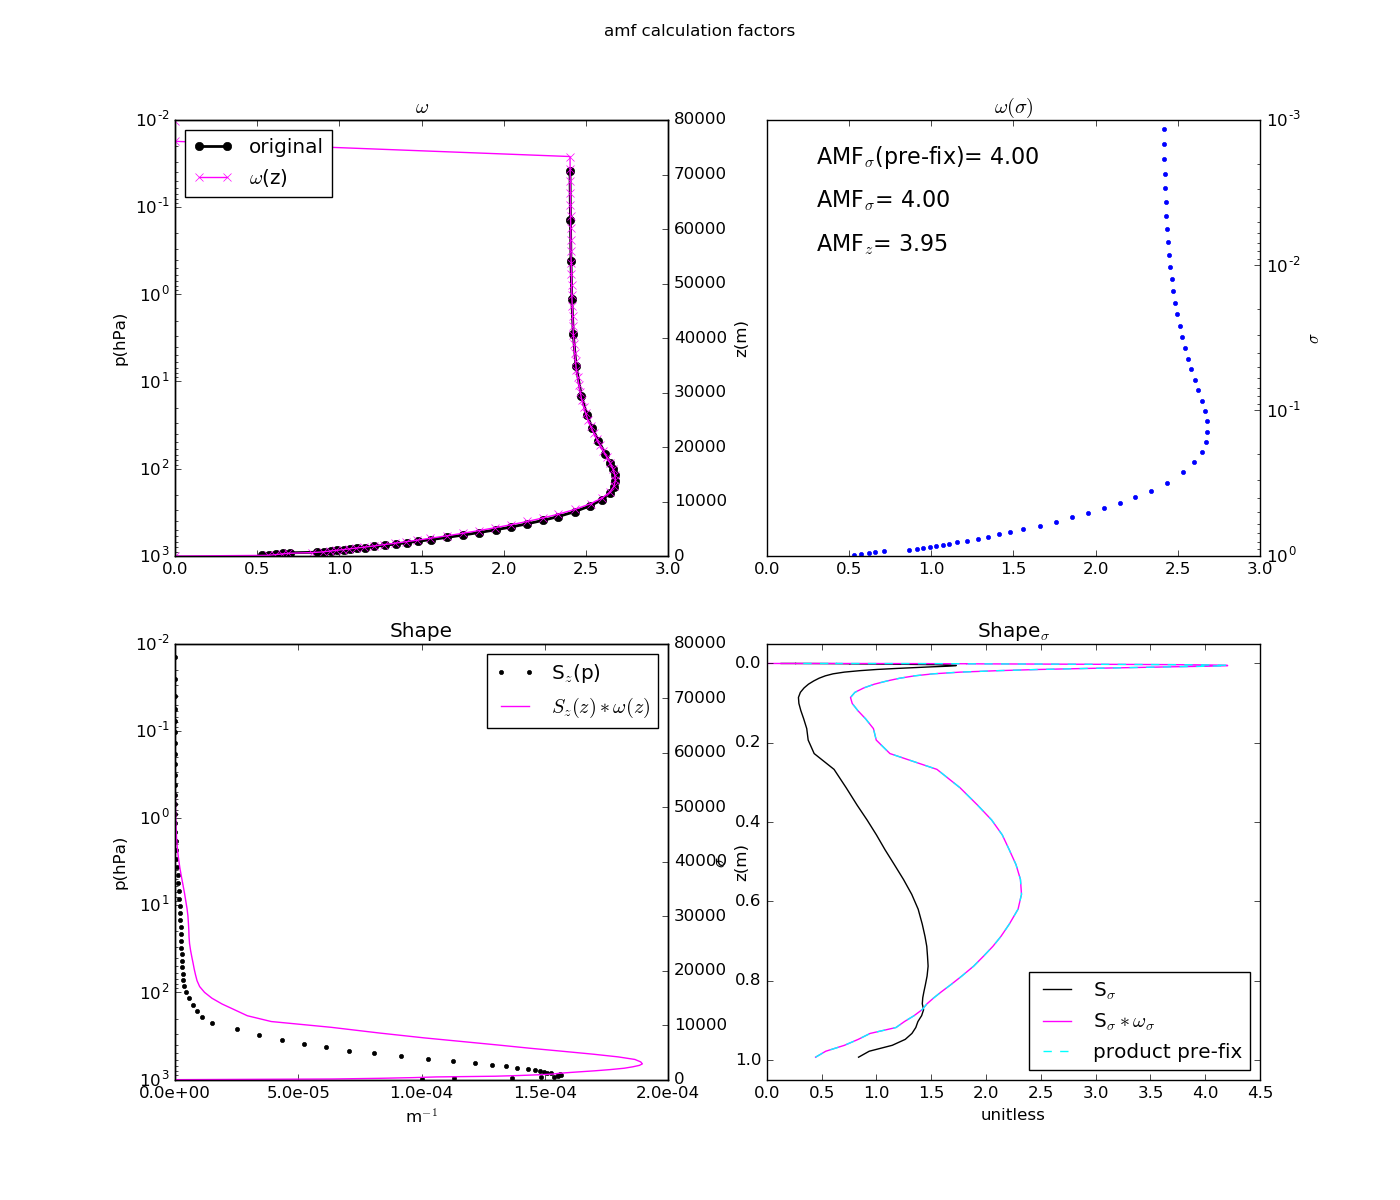 amf calculation factors
ω
10⁻²
10⁻¹
10⁰
10¹
10²
10³
p(hPa)
original
ω(z)
80000
70000
60000
50000
40000
30000
20000
10000
0
z(m)
0.0 0.5 1.0 1.5 2.0 2.5 3.0
ω(σ)
AMFσ(pre-fix)= 4.00
AMFσ= 4.00
AMF_z= 3.95
10⁻³
10⁻²
10⁻¹
10⁰
σ
0.0 0.5 1.0 1.5 2.0 2.5 3.0
Shape
10⁻²
10⁻¹
10⁰
10¹
10²
10³
p(hPa)
S_z(p)
S_z(z)∗ω(z)
80000
70000
60000
50000
40000
30000
20000
10000
0
z(m)
0.0e+00 5.0e-05 1.0e-04 1.5e-04 2.0e-04
m⁻¹
Shapeσ
σ
0.0
0.2
0.4
0.6
0.8
1.0
Sσ
Sσ∗ωσ
product pre-fix
0.0 0.5 1.0 1.5 2.0 2.5 3.0 3.5 4.0 4.5
unitless